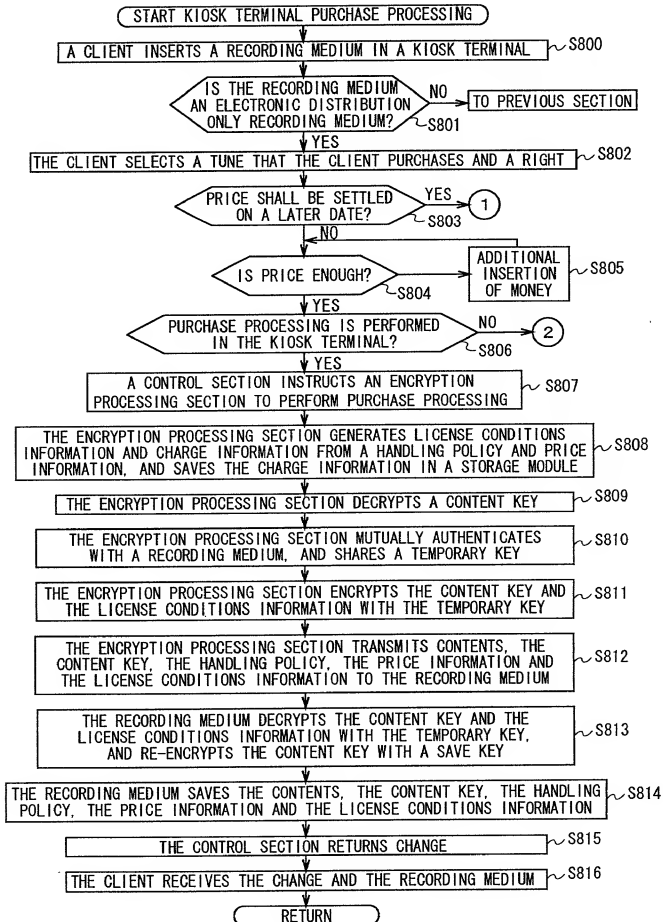 START KIOSK TERMINAL PURCHASE PROCESSING
A CLIENT INSERTS A RECORDING MEDIUM IN A KIOSK TERMINAL
S800
IS THE RECORDING MEDIUM
AN ELECTRONIC DISTRIBUTION
ONLY RECORDING MEDIUM?
NO
TO PREVIOUS SECTION
S801
YES
THE CLIENT SELECTS A TUNE THAT THE CLIENT PURCHASES AND A RIGHT
S802
PRICE SHALL BE SETTLED
ON A LATER DATE?
YES
1
S803
NO
IS PRICE ENOUGH?
S804
ADDITIONAL
INSERTION
OF MONEY
S805
YES
PURCHASE PROCESSING IS PERFORMED
IN THE KIOSK TERMINAL?
NO
2
S806
YES
A CONTROL SECTION INSTRUCTS AN ENCRYPTION
PROCESSING SECTION TO PERFORM PURCHASE PROCESSING
S807
THE ENCRYPTION PROCESSING SECTION GENERATES LICENSE CONDITIONS
INFORMATION AND CHARGE INFORMATION FROM A HANDLING POLICY AND PRICE
INFORMATION, AND SAVES THE CHARGE INFORMATION IN A STORAGE MODULE
S808
THE ENCRYPTION PROCESSING SECTION DECRYPTS A CONTENT KEY
S809
THE ENCRYPTION PROCESSING SECTION MUTUALLY AUTHENTICATES
WITH A RECORDING MEDIUM, AND SHARES A TEMPORARY KEY
S810
THE ENCRYPTION PROCESSING SECTION ENCRYPTS THE CONTENT KEY AND
THE LICENSE CONDITIONS INFORMATION WITH THE TEMPORARY KEY
S811
THE ENCRYPTION PROCESSING SECTION TRANSMITS CONTENTS, THE
CONTENT KEY, THE HANDLING POLICY, THE PRICE INFORMATION AND
THE LICENSE CONDITIONS INFORMATION TO THE RECORDING MEDIUM
S812
THE RECORDING MEDIUM DECRYPTS THE CONTENT KEY AND THE
LICENSE CONDITIONS INFORMATION WITH THE TEMPORARY KEY,
AND RE-ENCRYPTS THE CONTENT KEY WITH A SAVE KEY
S813
THE RECORDING MEDIUM SAVES THE CONTENTS, THE CONTENT KEY, THE HANDLING
POLICY, THE PRICE INFORMATION AND THE LICENSE CONDITIONS INFORMATION
S814
THE CONTROL SECTION RETURNS CHANGE
S815
THE CLIENT RECEIVES THE CHANGE AND THE RECORDING MEDIUM
S816
RETURN